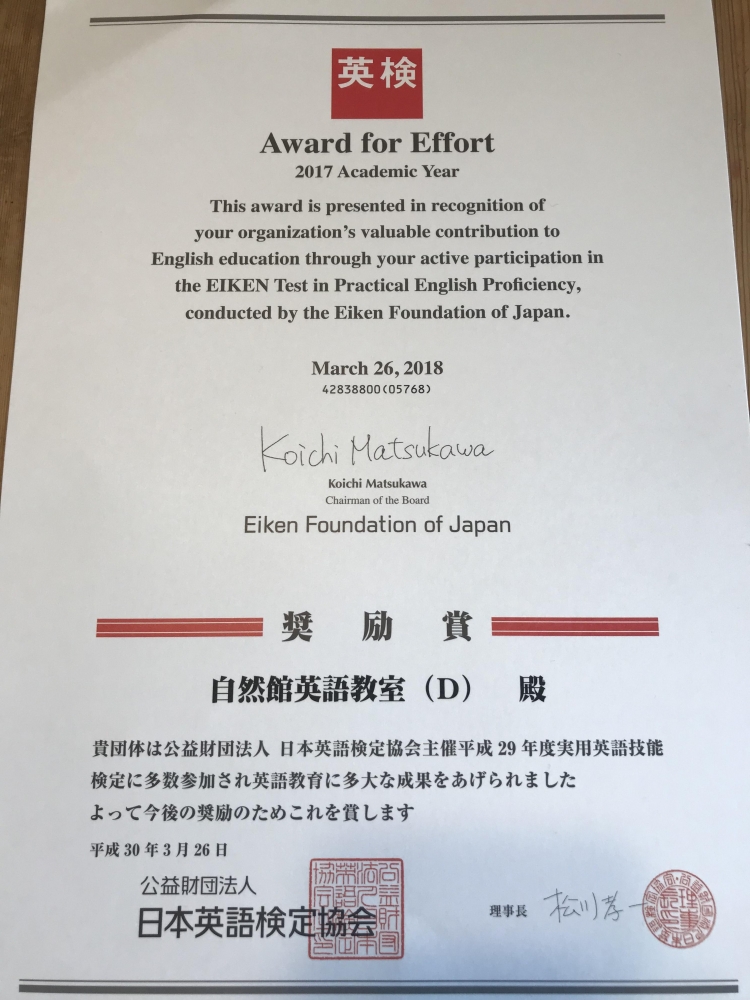 英検
Award for Effort
2017 Academic Year
This award is presented in recognition of
your organization's valuable contribution to
English education through your active participation in
the EIKEN Test in Practical English Proficiency,
conducted by the Eiken Foundation of Japan.
March 26, 2018
42838800(05768)
Koichi Matsukawa
Koichi Matsukawa
Chairman of the Board
Eiken Foundation of Japan
奨励賞
自然館英語教室（D） 殿
貴団体は公益財団法人 日本英語検定協会主催平成29年度実用英語技能
検定に多数参加され英語教育に多大な成果をあげられました
よって今後の奨励のためこれを賞します
平成30年3月26日
公益財団法人
日本英語検定協会
理事長 松川孝一